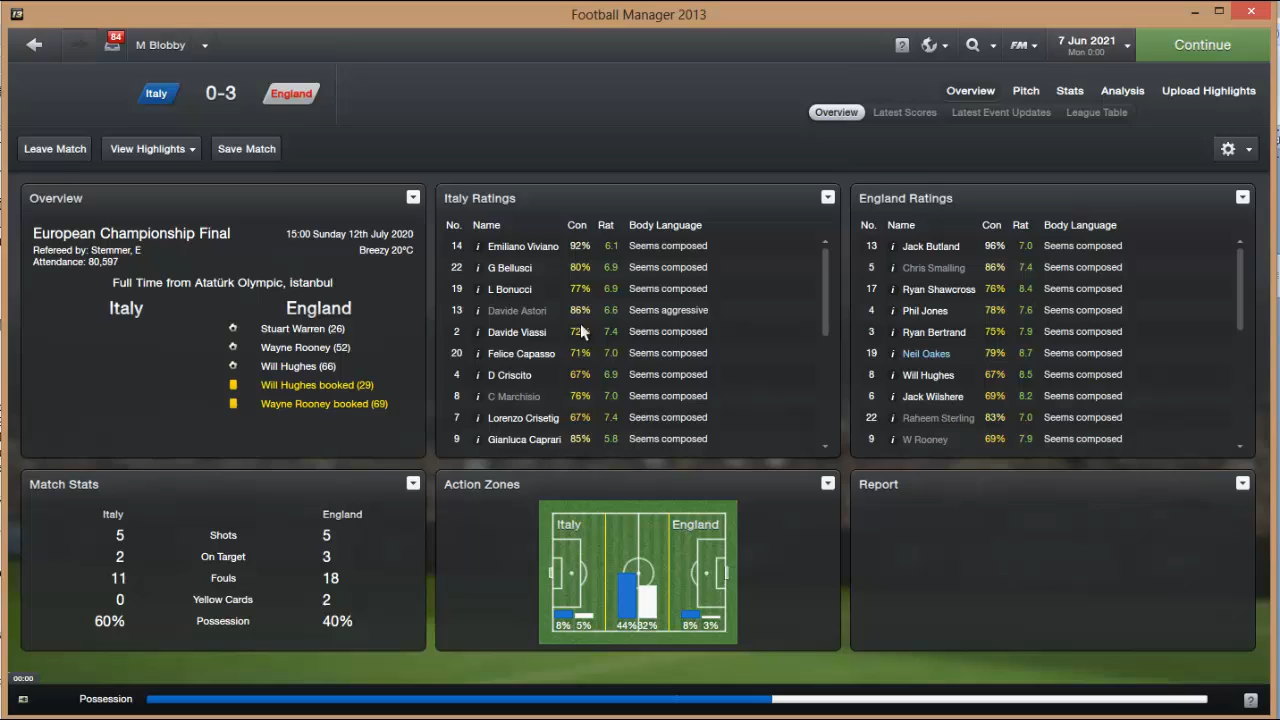 13
Football Manager 2013
84
M Blobby
?
FM
7 Jun 2021
Mon 0:00
Continue
Italy
0-3
England
Overview
Pitch
Stats
Analysis
Upload Highlights
Overview
Latest Scores
Latest Event Updates
League Table
Leave Match
View Highlights
Save Match
Overview
European Championship Final
15:00 Sunday 12th July 2020
Refereed by: Stemmer, E
Breezy 20°C
Attendance: 80,597
Full Time from Atatürk Olympic, Istanbul
Italy
England
Stuart Warren (26)
Wayne Rooney (52)
Will Hughes (66)
Will Hughes booked (29)
Wayne Rooney booked (69)
Italy Ratings
No. Name Con Rat Body Language
14 i Emiliano Viviano 92% 6.1 Seems composed
22 i G Bellusci 80% 6.9 Seems composed
19 i L Bonucci 77% 6.9 Seems composed
13 i Davide Astori 86% 6.6 Seems aggressive
2 i Davide Viassi 7.4 Seems composed
20 i Felice Capasso 71% 7.0 Seems composed
4 i D Criscito 67% 6.9 Seems composed
8 i C Marchisio 76% 7.0 Seems composed
7 i Lorenzo Crisetig 67% 7.4 Seems composed
9 i Gianluca Caprari 85% 5.8 Seems composed
England Ratings
No. Name Con Rat Body Language
13 i Jack Butland 96% 7.0 Seems composed
5 i Chris Smalling 86% 7.4 Seems composed
17 i Ryan Shawcross 76% 8.4 Seems composed
4 i Phil Jones 78% 7.6 Seems composed
3 i Ryan Bertrand 75% 7.9 Seems composed
19 i Neil Oakes 79% 8.7 Seems composed
8 i Will Hughes 67% 8.5 Seems composed
6 i Jack Wilshere 69% 8.2 Seems composed
22 i Raheem Sterling 83% 7.0 Seems composed
9 i W Rooney 69% 7.9 Seems composed
Match Stats
Italy England
5 Shots 5
2 On Target 3
11 Fouls 18
0 Yellow Cards 2
60% Possession 40%
Action Zones
Italy England
8% 5% 44% 32% 8% 3%
Report
00:00
Possession
?